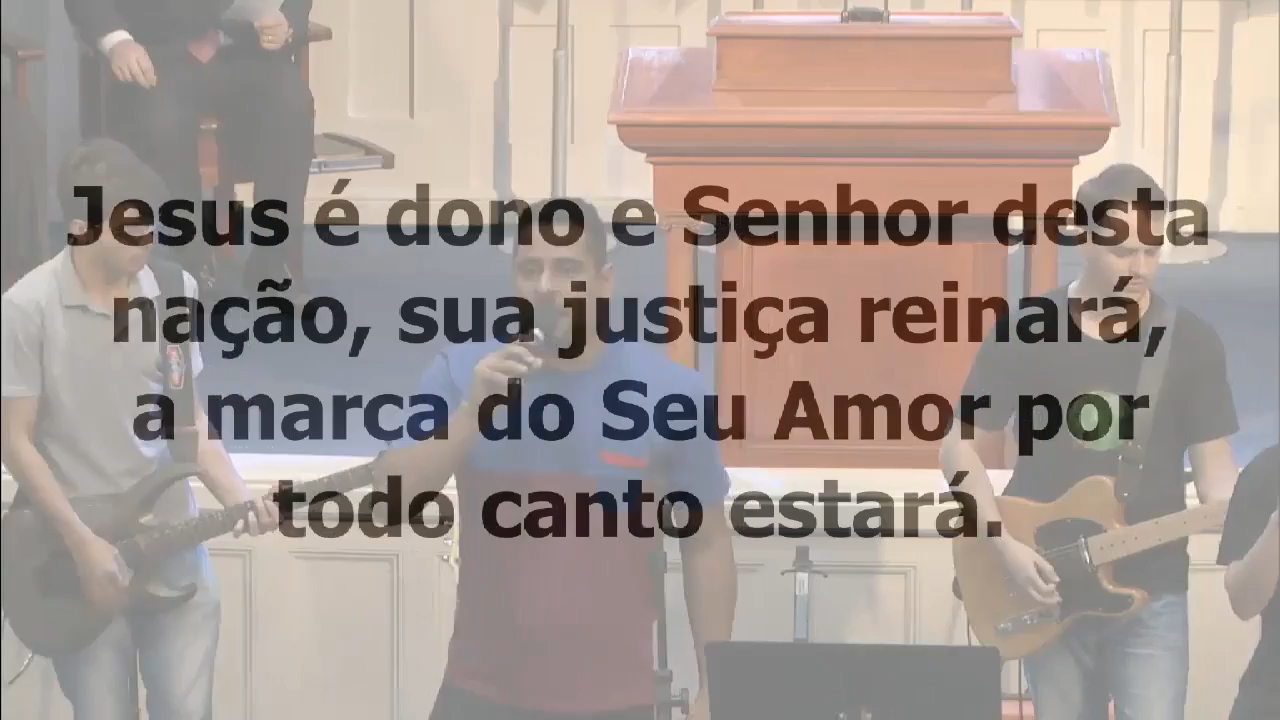 Jesus é dono e Senhor desta
nação, sua justiça reinará,
a marca do Seu Amor por
todo canto estará.